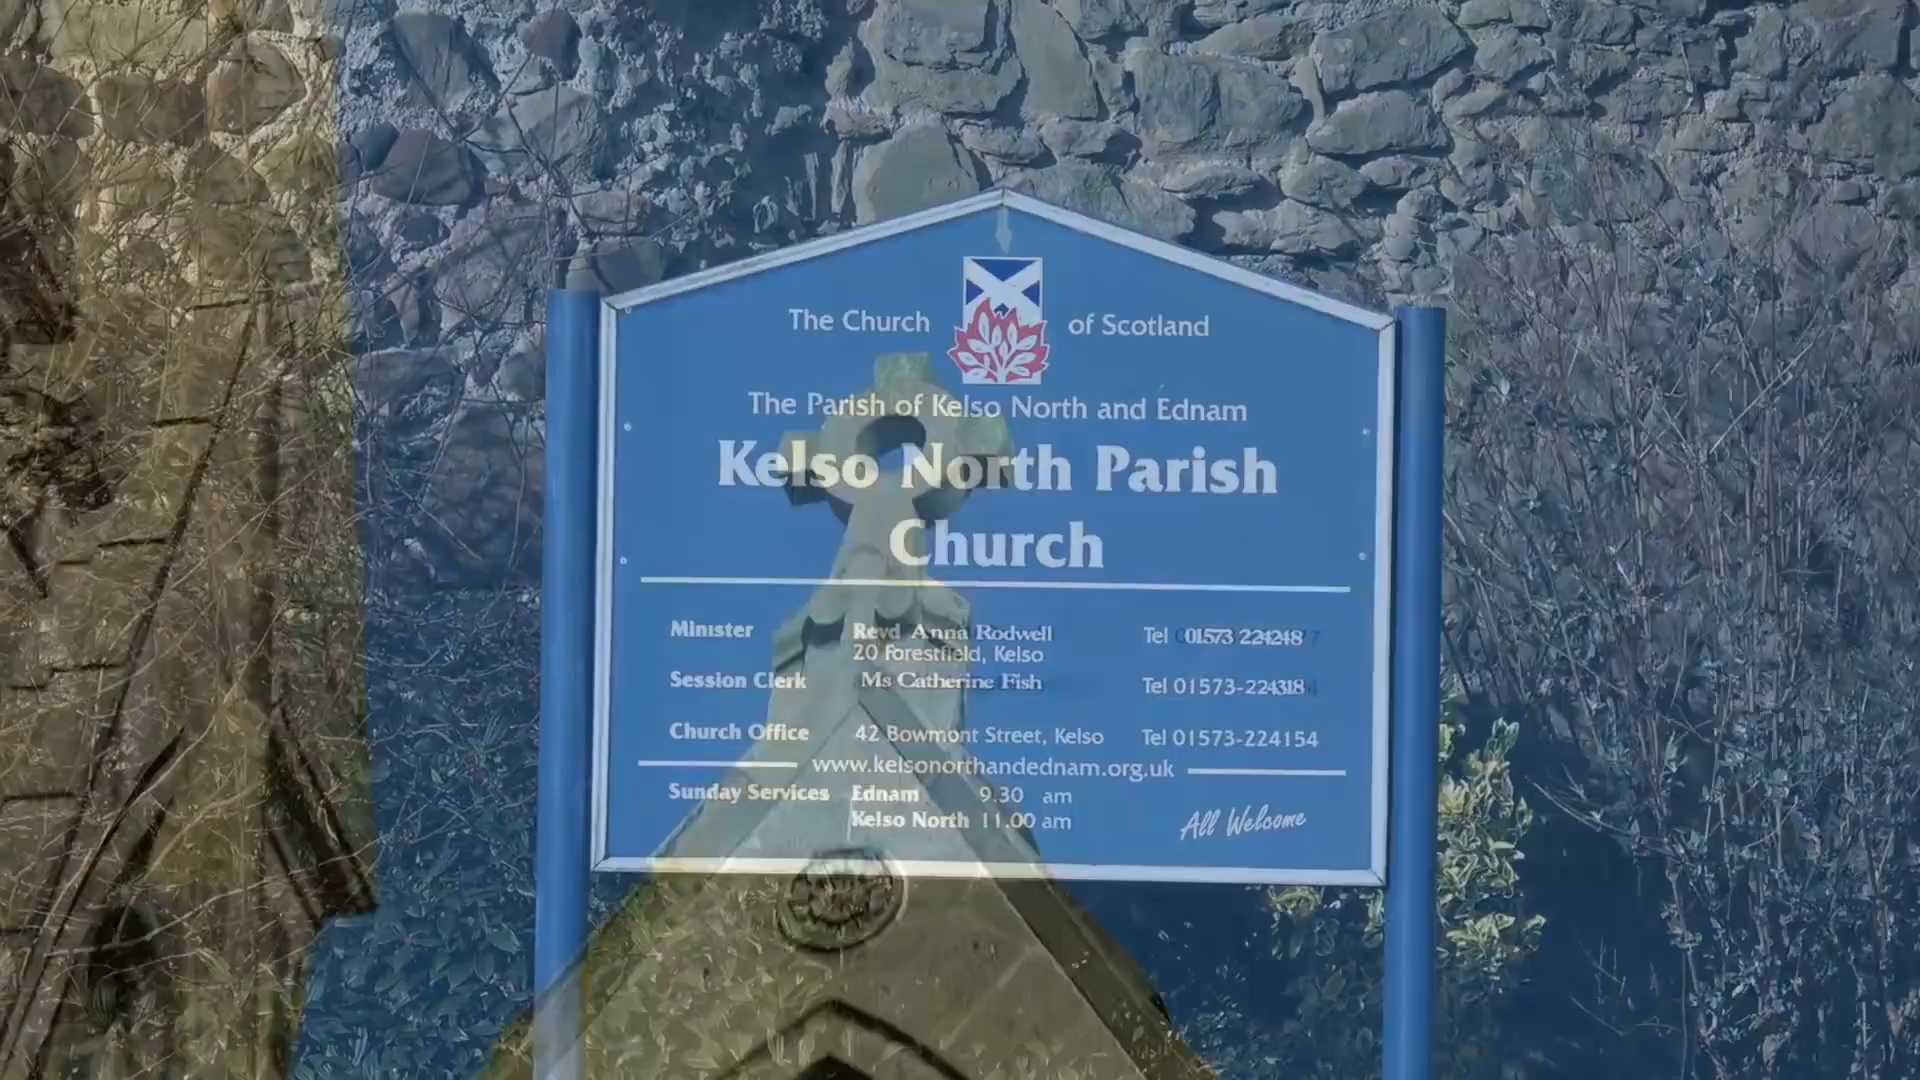 The Church of Scotland
The Parish of Kelso North and Ednam
Kelso North Parish
Church
Minister Revd Anna Rodwell Tel 01573 224248
20 Forestfield, Kelso
Session Clerk Ms Catherine Fish Tel 01573-224318
Church Office 42 Bowmont Street, Kelso Tel 01573-224154
www.kelsonorthandednam.org.uk
Sunday Services Ednam 9.30 am
Kelso North 11.00 am All Welcome